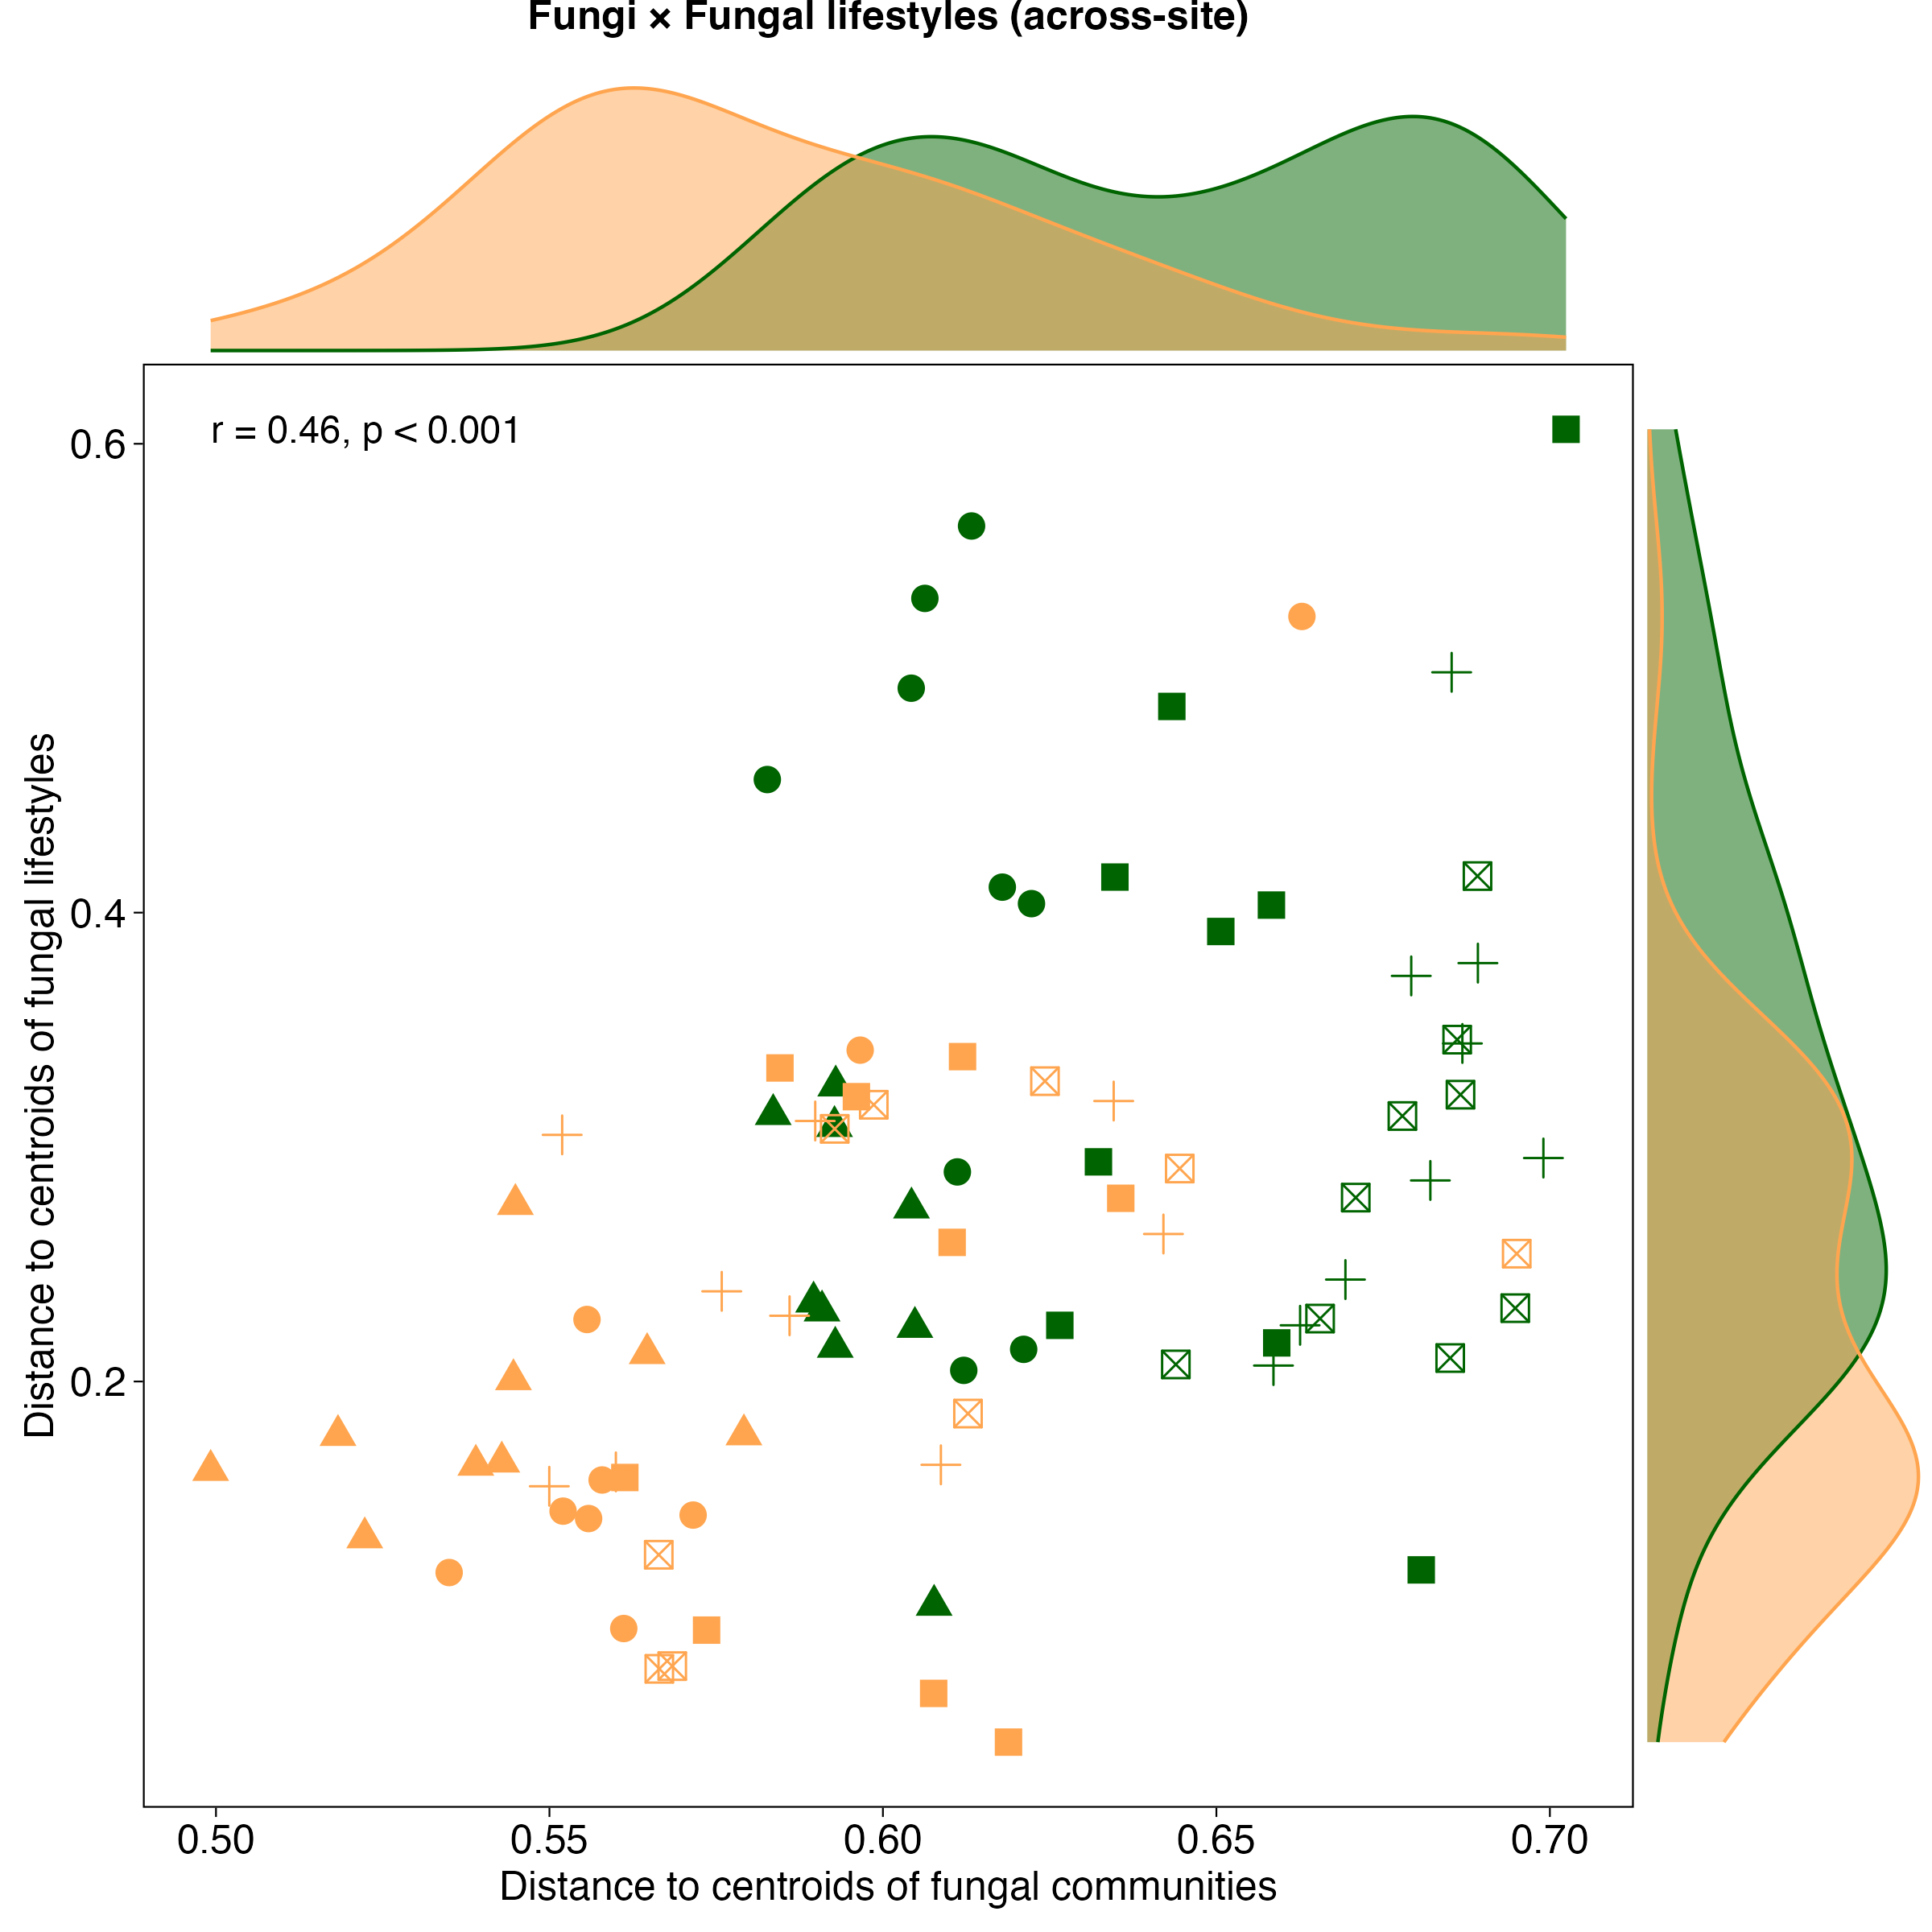 Fungi × Fungal lifestyles (across-site)
r = 0.46, p < 0.001
0.6
0.4
0.2
Distance to centroids of fungal lifestyles
0.50 0.55 0.60 0.65 0.70
Distance to centroids of fungal communities